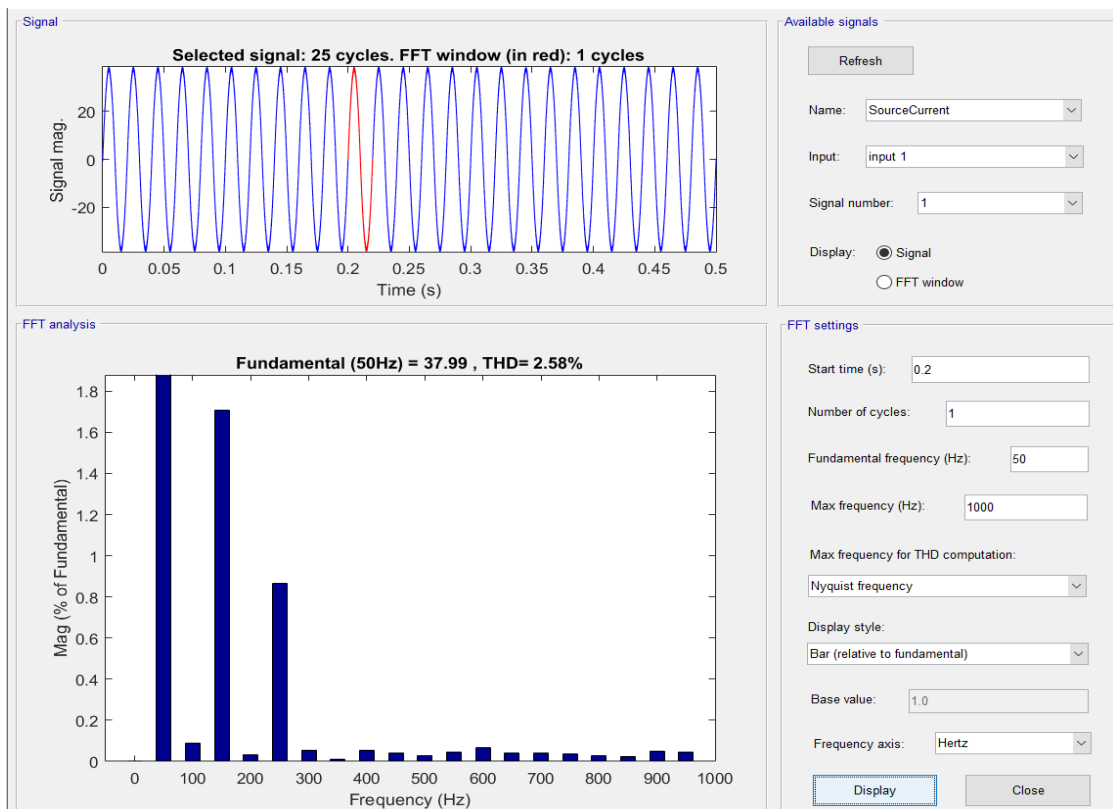 Signal
Selected signal: 25 cycles. FFT window (in red): 1 cycles
Signal mag.
20
0
-20
0 0.05 0.1 0.15 0.2 0.25 0.3 0.35 0.4 0.45 0.5
Time (s)
Available signals
Refresh
Name: SourceCurrent
Input: input 1
Signal number: 1
Display: Signal
FFT window
FFT analysis
Fundamental (50Hz) = 37.99 , THD= 2.58%
Mag (% of Fundamental)
1.8
1.6
1.4
1.2
1
0.8
0.6
0.4
0.2
0
0 100 200 300 400 500 600 700 800 900 1000
Frequency (Hz)
FFT settings
Start time (s): 0.2
Number of cycles: 1
Fundamental frequency (Hz): 50
Max frequency (Hz): 1000
Max frequency for THD computation:
Nyquist frequency
Display style:
Bar (relative to fundamental)
Base value: 1.0
Frequency axis: Hertz
Display Close